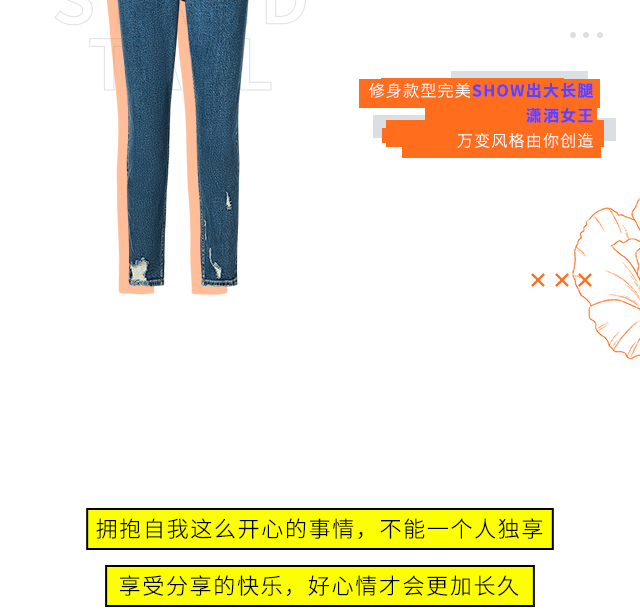 TALL
修身款型完美SHOW出大长腿
潇洒女王
万变风格由你创造
拥抱自我这么开心的事情，不能一个人独享
享受分享的快乐，好心情才会更加长久